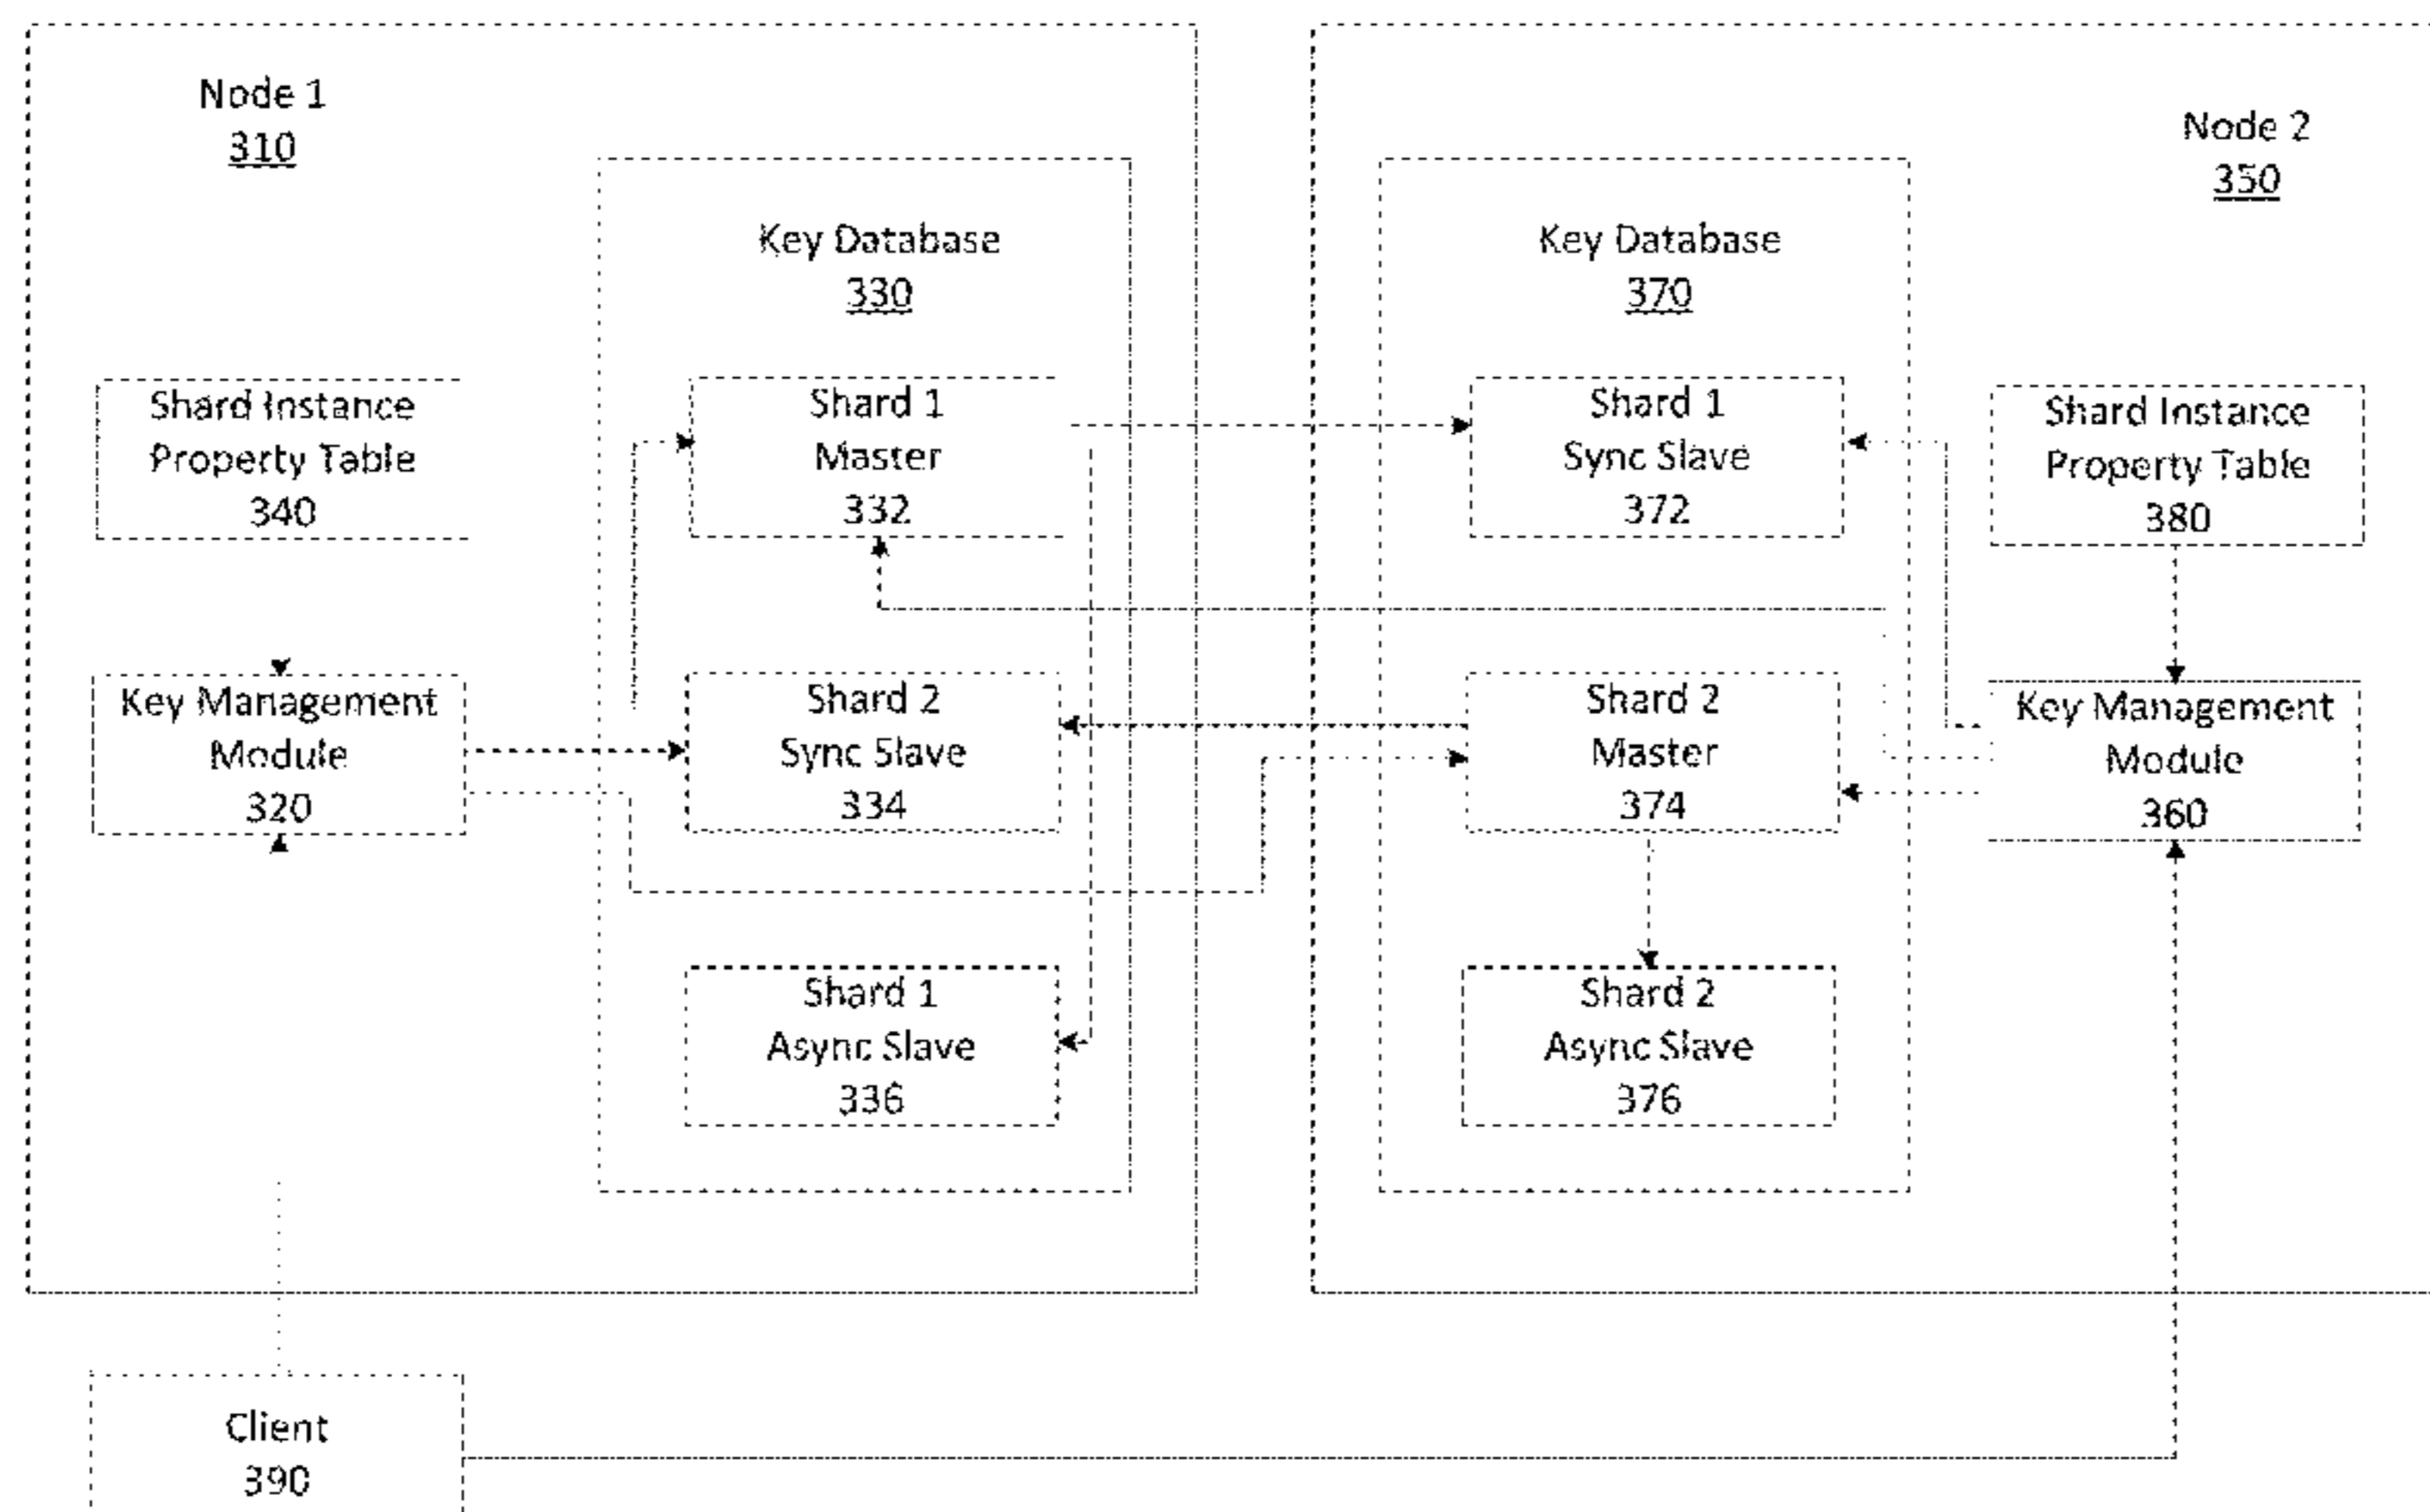 Node 1
310
Node 2
350
Key Database
330
Key Database
370
Shard Instance
Property Table
340
Shard 1
Master
332
Shard 1
Sync Slave
372
Shard Instance
Property Table
380
Key Management
Module
320
Shard 2
Sync Slave
334
Shard 2
Master
374
Key Management
Module
360
Shard 1
Async Slave
336
Shard 2
Async Slave
376
Client
390